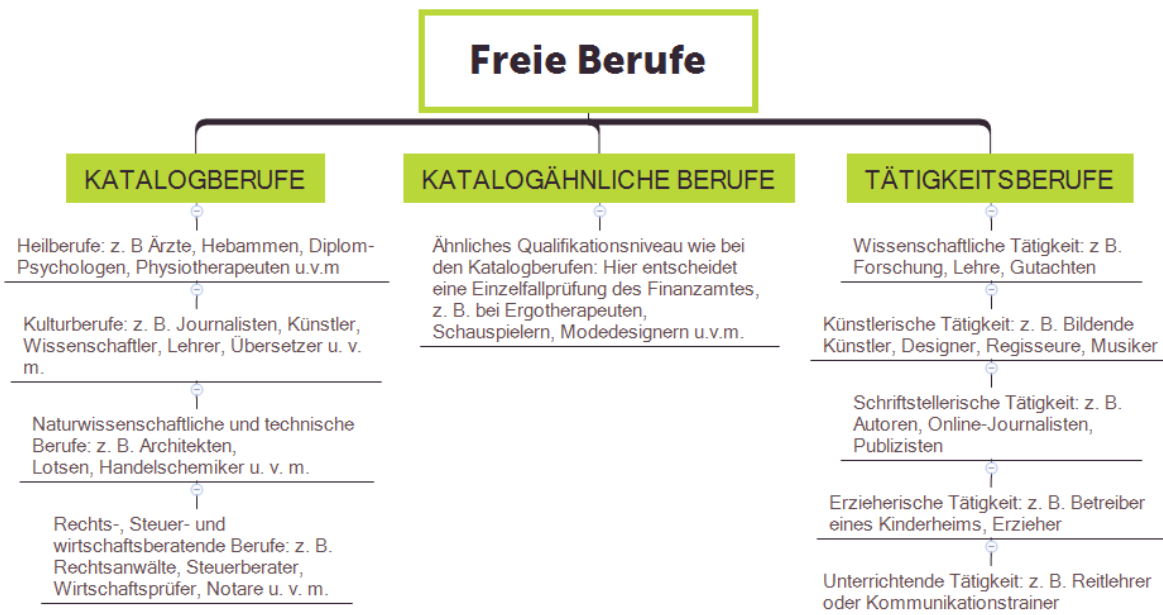 Freie Berufe
KATALOGBERUFE
Heilberufe: z. B Ärzte, Hebammen, Diplom-
Psychologen, Physiotherapeuten u.v.m
Kulturberufe: z. B. Journalisten, Künstler,
Wissenschaftler, Lehrer, Übersetzer u. v.
m.
Naturwissenschaftliche und technische
Berufe: z. B. Architekten,
Lotsen, Handelschemiker u. v. m.
Rechts-, Steuer- und
wirtschaftsberatende Berufe: z. B.
Rechtsanwälte, Steuerberater,
Wirtschaftsprüfer, Notare u. v. m.
KATALOGÄHNLICHE BERUFE
Ähnliches Qualifikationsniveau wie bei
den Katalogberufen: Hier entscheidet
eine Einzelfallprüfung des Finanzamtes,
z. B. bei Ergotherapeuten,
Schauspielern, Modedesignern u.v.m.
TÄTIGKEITSBERUFE
Wissenschaftliche Tätigkeit: z B.
Forschung, Lehre, Gutachten
Künstlerische Tätigkeit: z. B. Bildende
Künstler, Designer, Regisseure, Musiker
Schriftstellerische Tätigkeit: z. B.
Autoren, Online-Journalisten,
Publizisten
Erzieherische Tätigkeit: z. B. Betreiber
eines Kinderheims, Erzieher
Unterrichtende Tätigkeit: z. B. Reitlehrer
oder Kommunikationstrainer